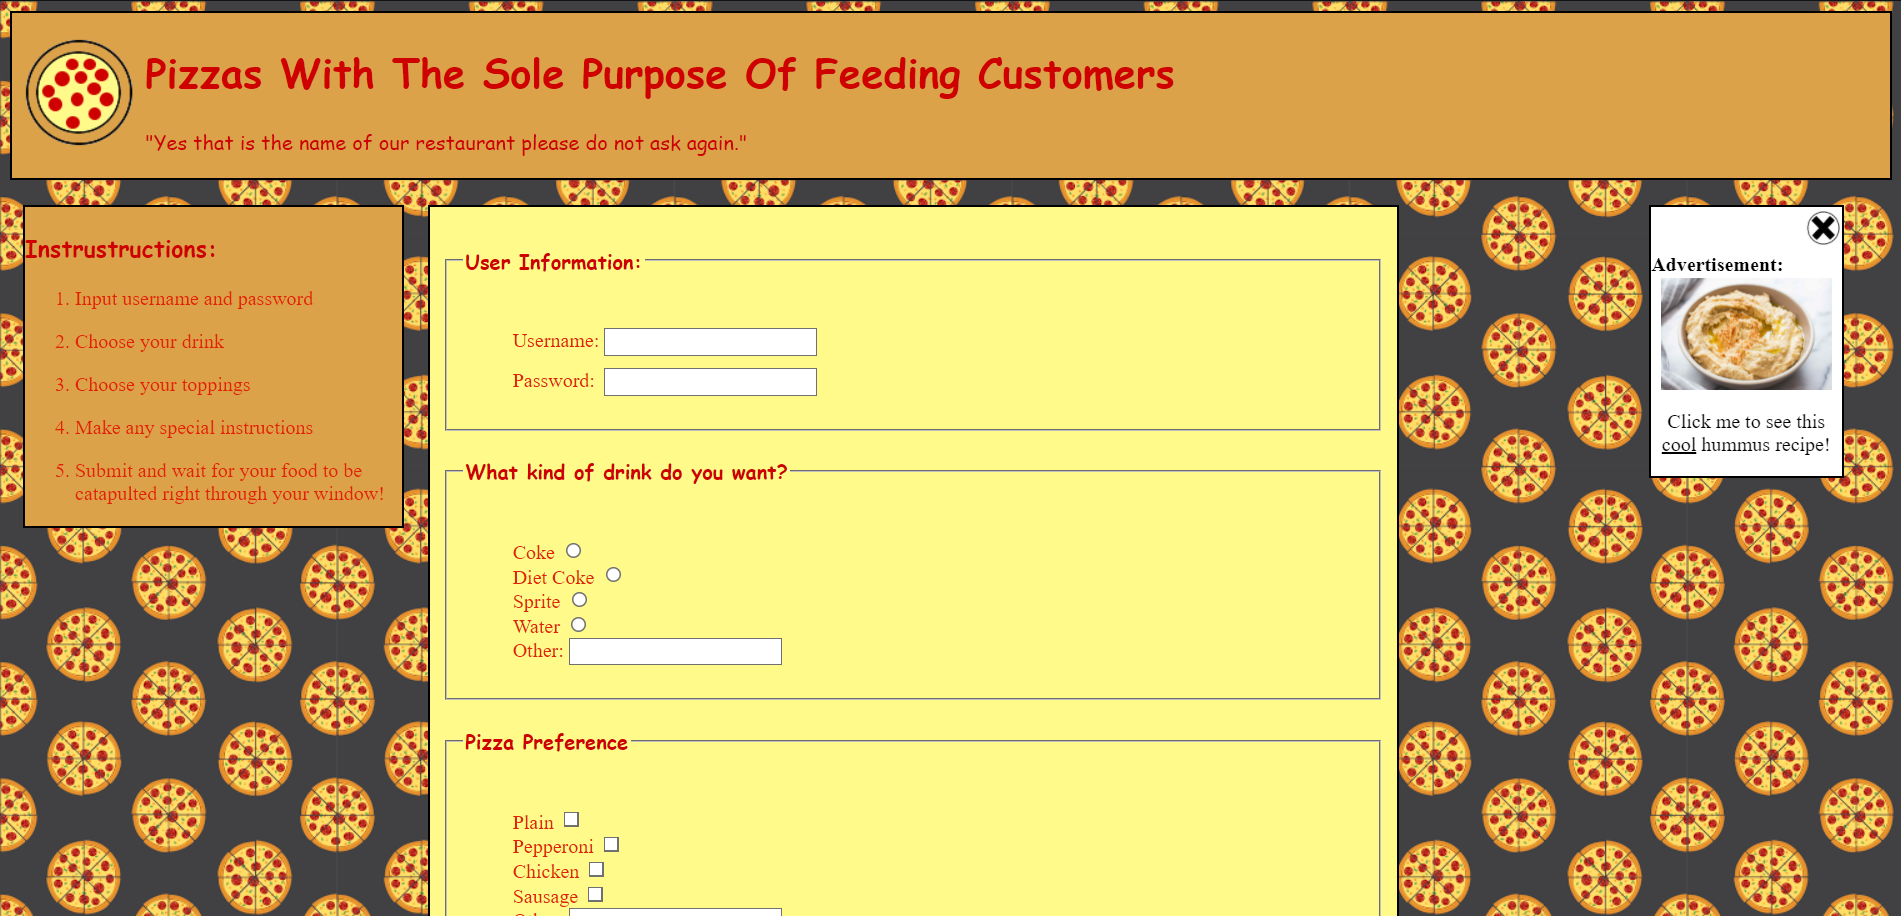 Pizzas With The Sole Purpose Of Feeding Customers
"Yes that is the name of our restaurant please do not ask again."
Instrustructions:
1. Input username and password
2. Choose your drink
3. Choose your toppings
4. Make any special instructions
5. Submit and wait for your food to be
catapulted right through your window!
User Information:
Username:
Password:
What kind of drink do you want?
Coke
Diet Coke
Sprite
Water
Other:
Pizza Preference
Plain
Pepperoni
Chicken
Sausage
Advertisement:
Click me to see this
cool hummus recipe!